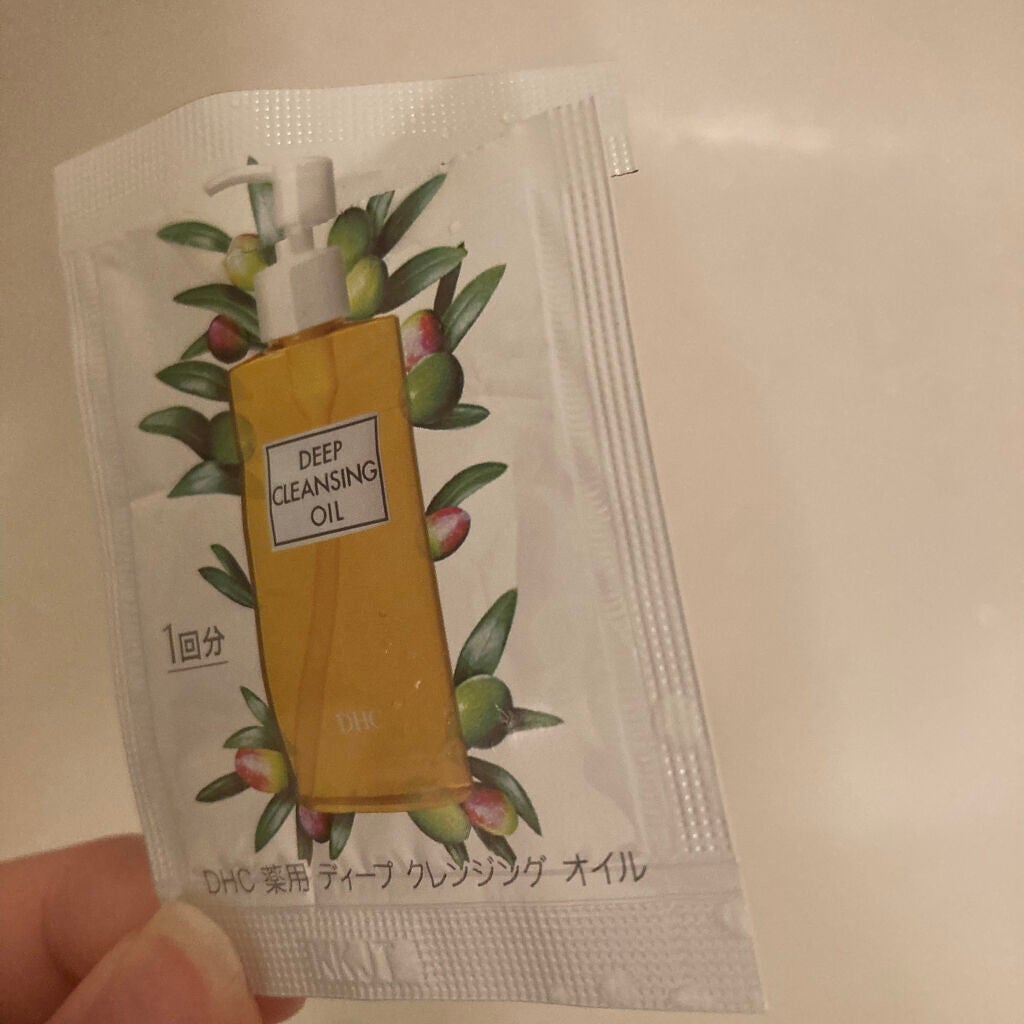 DEEP
CLEANSING
OIL
1回分
DHC
DHC 薬用 ディープ クレンジング オイル